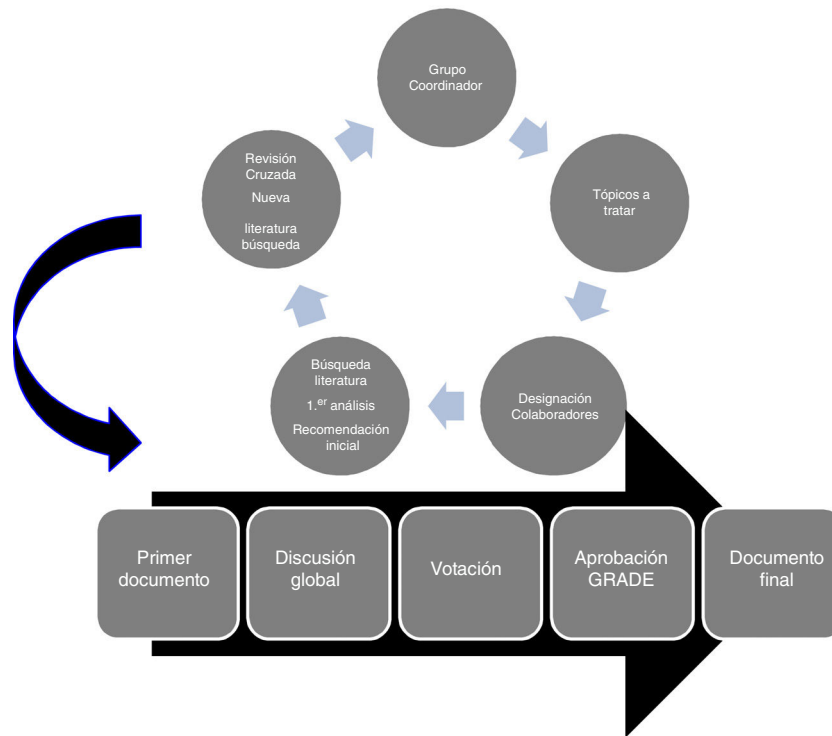 Grupo
Coordinador
Tópicos a
tratar
Designación
Colaboradores
Búsqueda
literatura
1.er análisis
Recomendación
inicial
Revisión
Cruzada
Nueva
literatura
búsqueda
Primer
documento
Discusión
global
Votación
Aprobación
GRADE
Documento
final